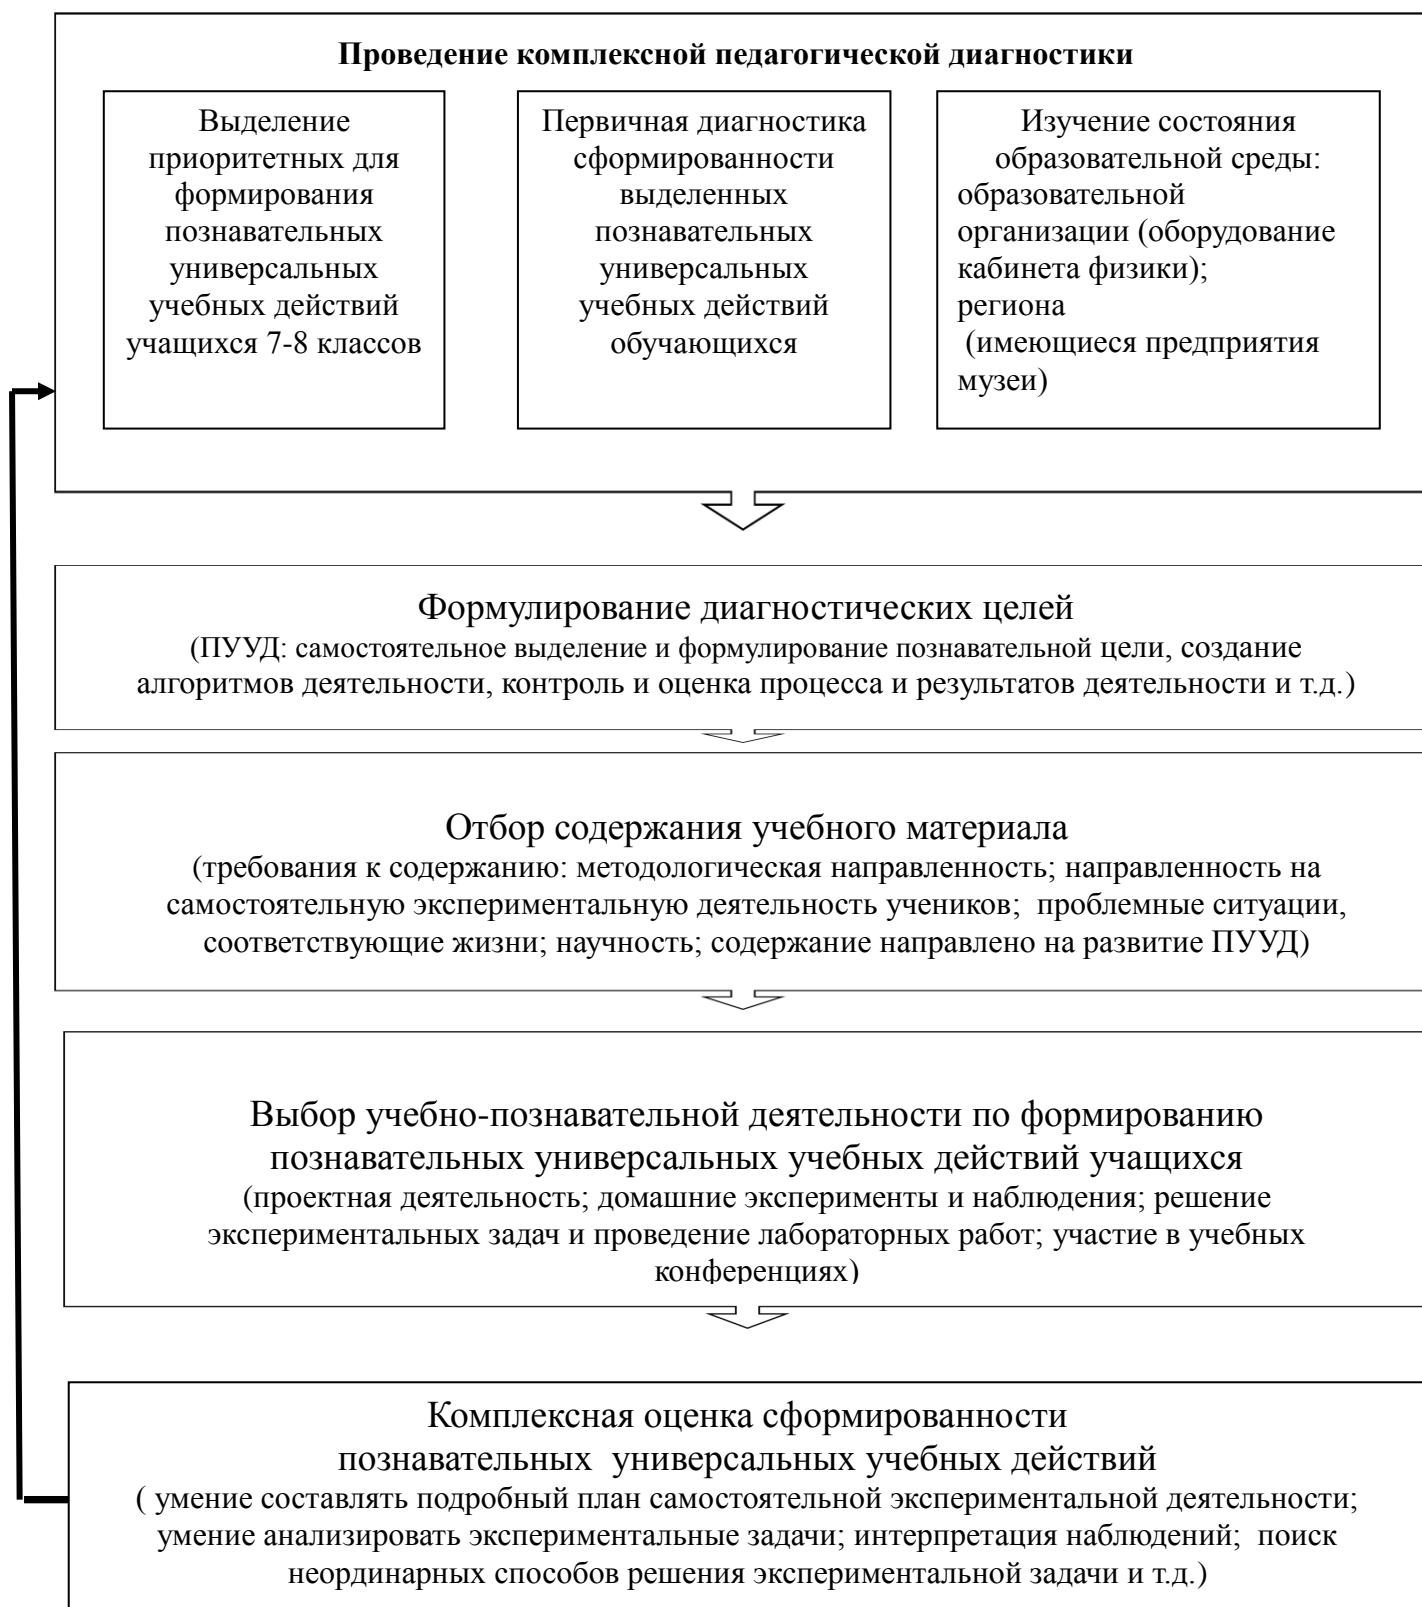 Проведение комплексной педагогической диагностики
Выделение
приоритетных для
формирования
познавательных
универсальных
учебных действий
учащихся 7-8 классов
Первичная диагностика
сформированности
выделенных
познавательных
универсальных
учебных действий
обучающихся
Изучение состояния
образовательной среды:
образовательной
организации (оборудование
кабинета физики);
региона
(имеющиеся предприятия
музеи)
Формулирование диагностических целей
(ПУУД: самостоятельное выделение и формулирование познавательной цели, создание
алгоритмов деятельности, контроль и оценка процесса и результатов деятельности и т.д.)
Отбор содержания учебного материала
(требования к содержанию: методологическая направленность; направленность на
самостоятельную экспериментальную деятельность учеников;  проблемные ситуации,
соответствующие жизни; научность; содержание направлено на развитие ПУУД)
Выбор учебно-познавательной деятельности по формированию
познавательных универсальных учебных действий учащихся
(проектная деятельность; домашние эксперименты и наблюдения; решение
экспериментальных задач и проведение лабораторных работ; участие в учебных
конференциях)
Комплексная оценка сформированности
познавательных  универсальных учебных действий
( умение составлять подробный план самостоятельной экспериментальной деятельности;
умение анализировать экспериментальные задачи; интерпретация наблюдений;  поиск
неординарных способов решения экспериментальной задачи и т.д.)